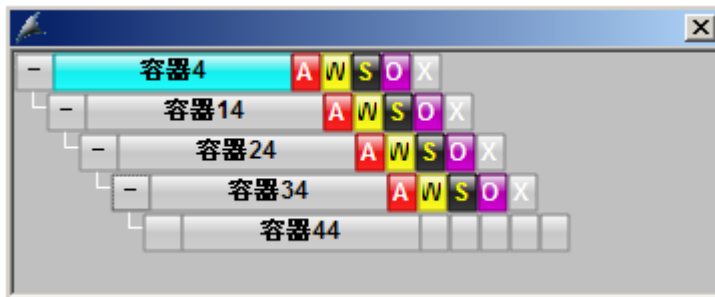 - 容器4 A W S O X
- 容器14 A W S O X
- 容器24 A W S O X
- 容器34 A W S O X
容器44